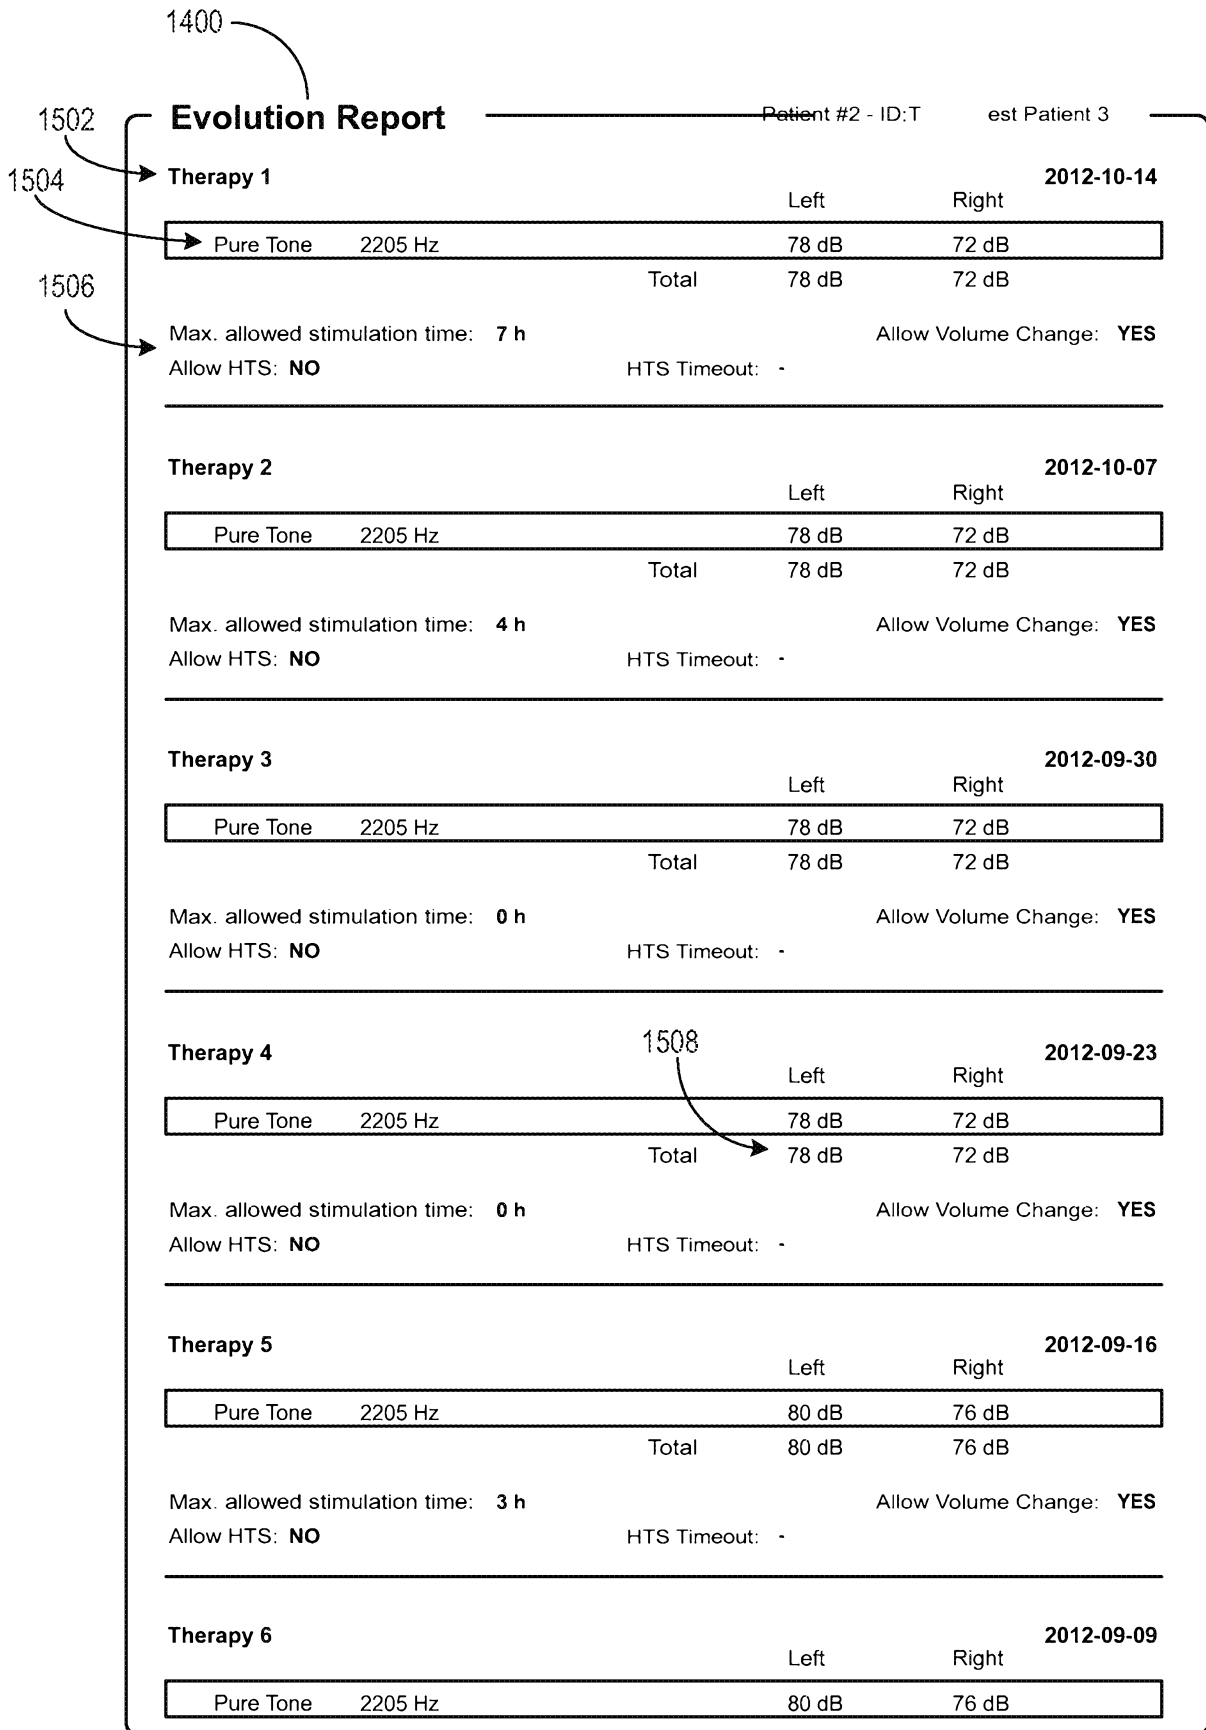 1400
Evolution Report Patient #2 - ID:T est Patient 3
1502
Therapy 1 2012-10-14
1504
Left Right
Pure Tone 2205 Hz 78 dB 72 dB
Total 78 dB 72 dB
1506
Max. allowed stimulation time: 7 h Allow Volume Change: YES
Allow HTS: NO HTS Timeout: -
Therapy 2 2012-10-07
Left Right
Pure Tone 2205 Hz 78 dB 72 dB
Total 78 dB 72 dB
Max. allowed stimulation time: 4 h Allow Volume Change: YES
Allow HTS: NO HTS Timeout: -
Therapy 3 2012-09-30
Left Right
Pure Tone 2205 Hz 78 dB 72 dB
Total 78 dB 72 dB
Max. allowed stimulation time: 0 h Allow Volume Change: YES
Allow HTS: NO HTS Timeout: -
Therapy 4 1508 2012-09-23
Left Right
Pure Tone 2205 Hz 78 dB 72 dB
Total 78 dB 72 dB
Max. allowed stimulation time: 0 h Allow Volume Change: YES
Allow HTS: NO HTS Timeout: -
Therapy 5 2012-09-16
Left Right
Pure Tone 2205 Hz 80 dB 76 dB
Total 80 dB 76 dB
Max. allowed stimulation time: 3 h Allow Volume Change: YES
Allow HTS: NO HTS Timeout: -
Therapy 6 2012-09-09
Left Right
Pure Tone 2205 Hz 80 dB 76 dB